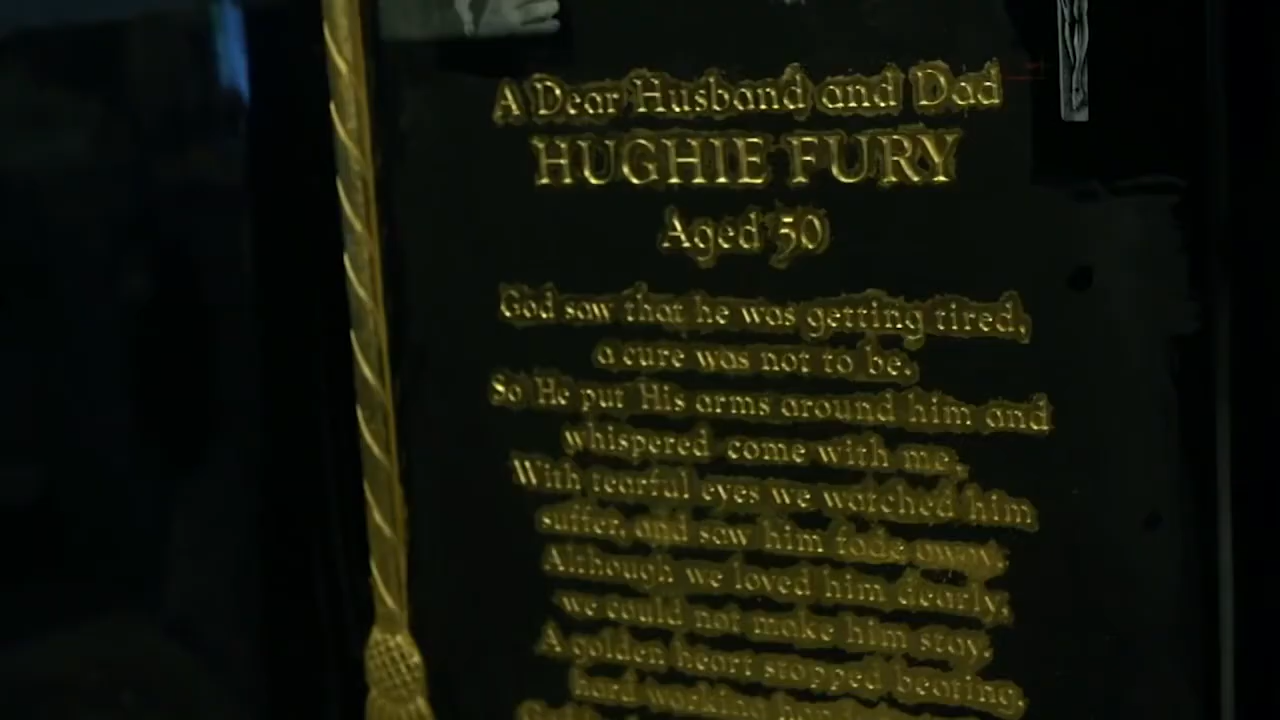 A Dear Husband and Dad
HUGHIE FURY
Aged 50
God saw that he was getting tired,
a cure was not to be.
So He put His arms around him and
whispered come with me,
With tearful eyes we watched him
suffer, and saw him fade away.
Although we loved him dearly,
we could not make him stay.
A golden heart stopped beating,
hard working